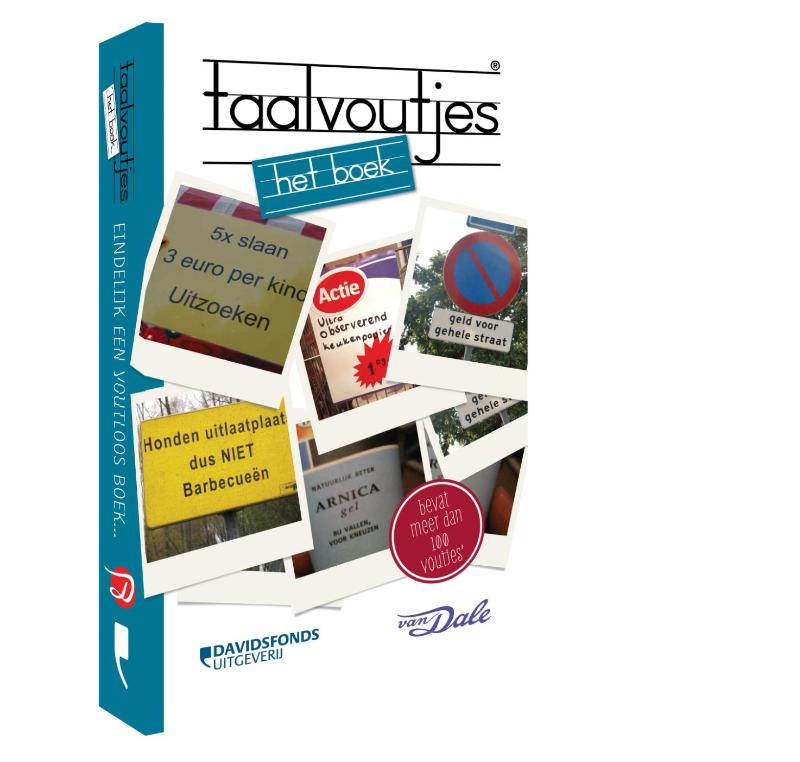 taalvoutjes®
het boek
taalvoutjes
het boek...
EINDELIJK EEN VOUTLOOS BOEK...
5x slaan
3 euro per kind
Uitzoeken
Actie
Ultra
observerend
keukenpapier
1.⁹³
geld voor
gehele straat
gehele
Honden uitlaatplaats
dus NIET
Barbecueën
NATUURLIJK BETER
ARNICA
gel
BIJ VALLEN,
VOOR KNEUZEN
bevat
meer dan
100
voutjes'
DAVIDSFONDS
UITGEVERIJ
van Dale